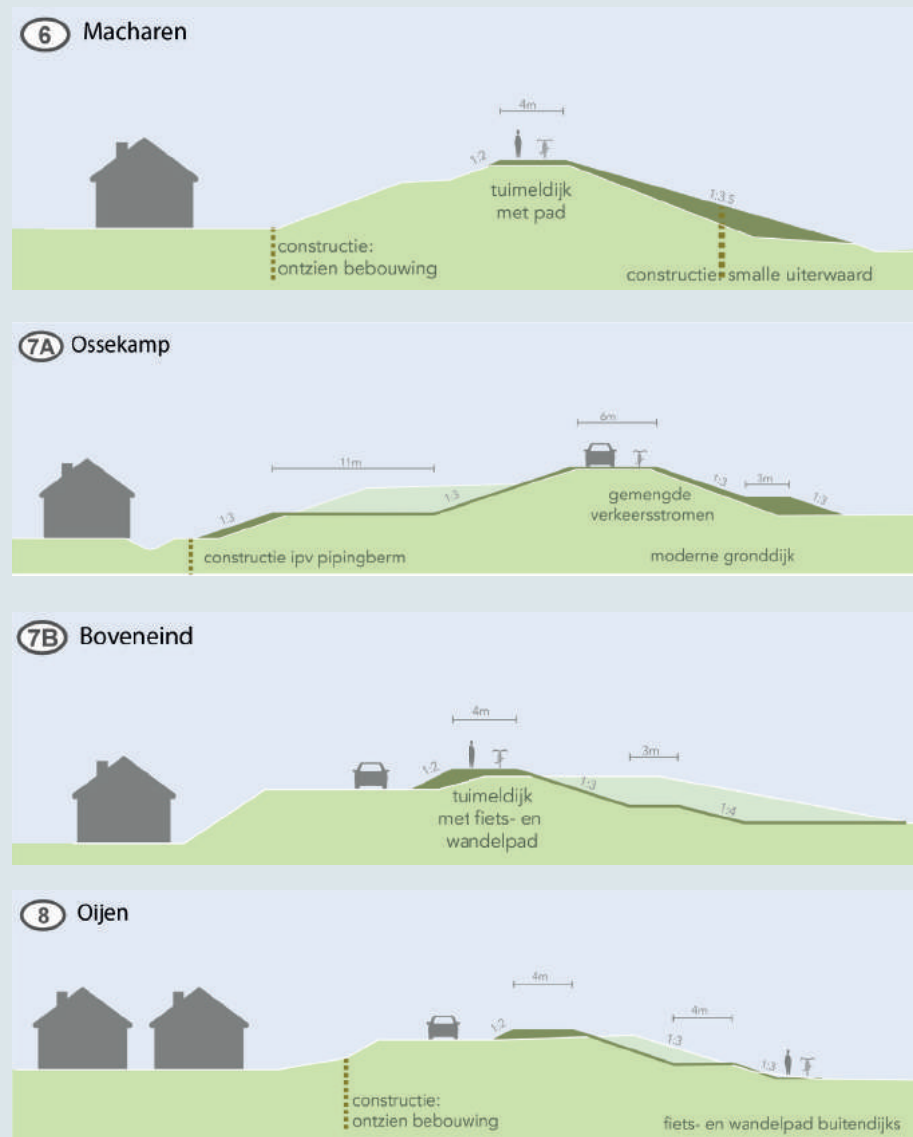 6 Macharen
4m
1:2
1:3.5
tuimeldijk
met pad
constructie:
ontzien bebouwing
constructie: smalle uiterwaard
7A Ossekamp
6m
11m
1:3
1:3
1:3
3m
1:3
gemengde
verkeersstromen
constructie ipv pipingberm
moderne gronddijk
7B Boveneind
4m
3m
1:2
1:3
1:4
tuimeldijk
met fiets- en
wandelpad
8 Oijen
4m
4m
1:2
1:3
1:3
constructie:
ontzien bebouwing
fiets- en wandelpad buitendijks